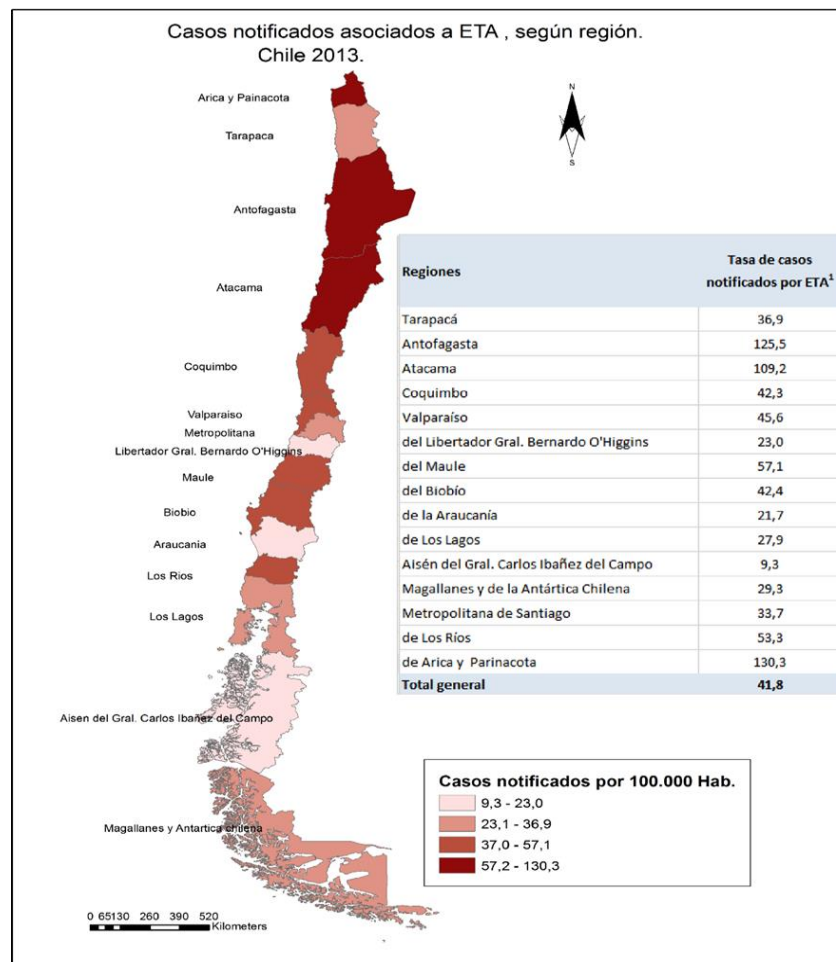 Casos notificados asociados a ETA , según región.
Chile 2013.
N
S
Arica y Painacota
Tarapaca
Antofagasta
Atacama
Coquimbo
Valparaiso
Metropolitana
Libertador Gral. Bernardo O'Higgins
Maule
Biobio
Araucania
Los Rios
Los Lagos
Aisen del Gral. Carlos Ibañez del Campo
Magallanes y Antartica chilena
Regiones Tasa de casos notificados por ETA1
Tarapacá 36,9
Antofagasta 125,5
Atacama 109,2
Coquimbo 42,3
Valparaíso 45,6
del Libertador Gral. Bernardo O'Higgins 23,0
del Maule 57,1
del Biobío 42,4
de la Araucanía 21,7
de Los Lagos 27,9
Aisén del Gral. Carlos Ibañez del Campo 9,3
Magallanes y de la Antártica Chilena 29,3
Metropolitana de Santiago 33,7
de Los Ríos 53,3
de Arica y Parinacota 130,3
Total general 41,8
Casos notificados por 100.000 Hab.
9,3 - 23,0
23,1 - 36,9
37,0 - 57,1
57,2 - 130,3
0 65130 260 390 520
Kilometers